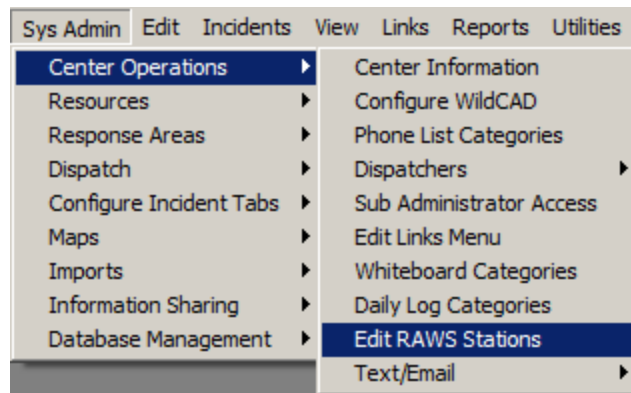 Sys Admin Edit Incidents View Links Reports Utilities
Center Operations
Resources
Response Areas
Dispatch
Configure Incident Tabs
Maps
Imports
Information Sharing
Database Management
Center Information
Configure WildCAD
Phone List Categories
Dispatchers
Sub Administrator Access
Edit Links Menu
Whiteboard Categories
Daily Log Categories
Edit RAWS Stations
Text/Email